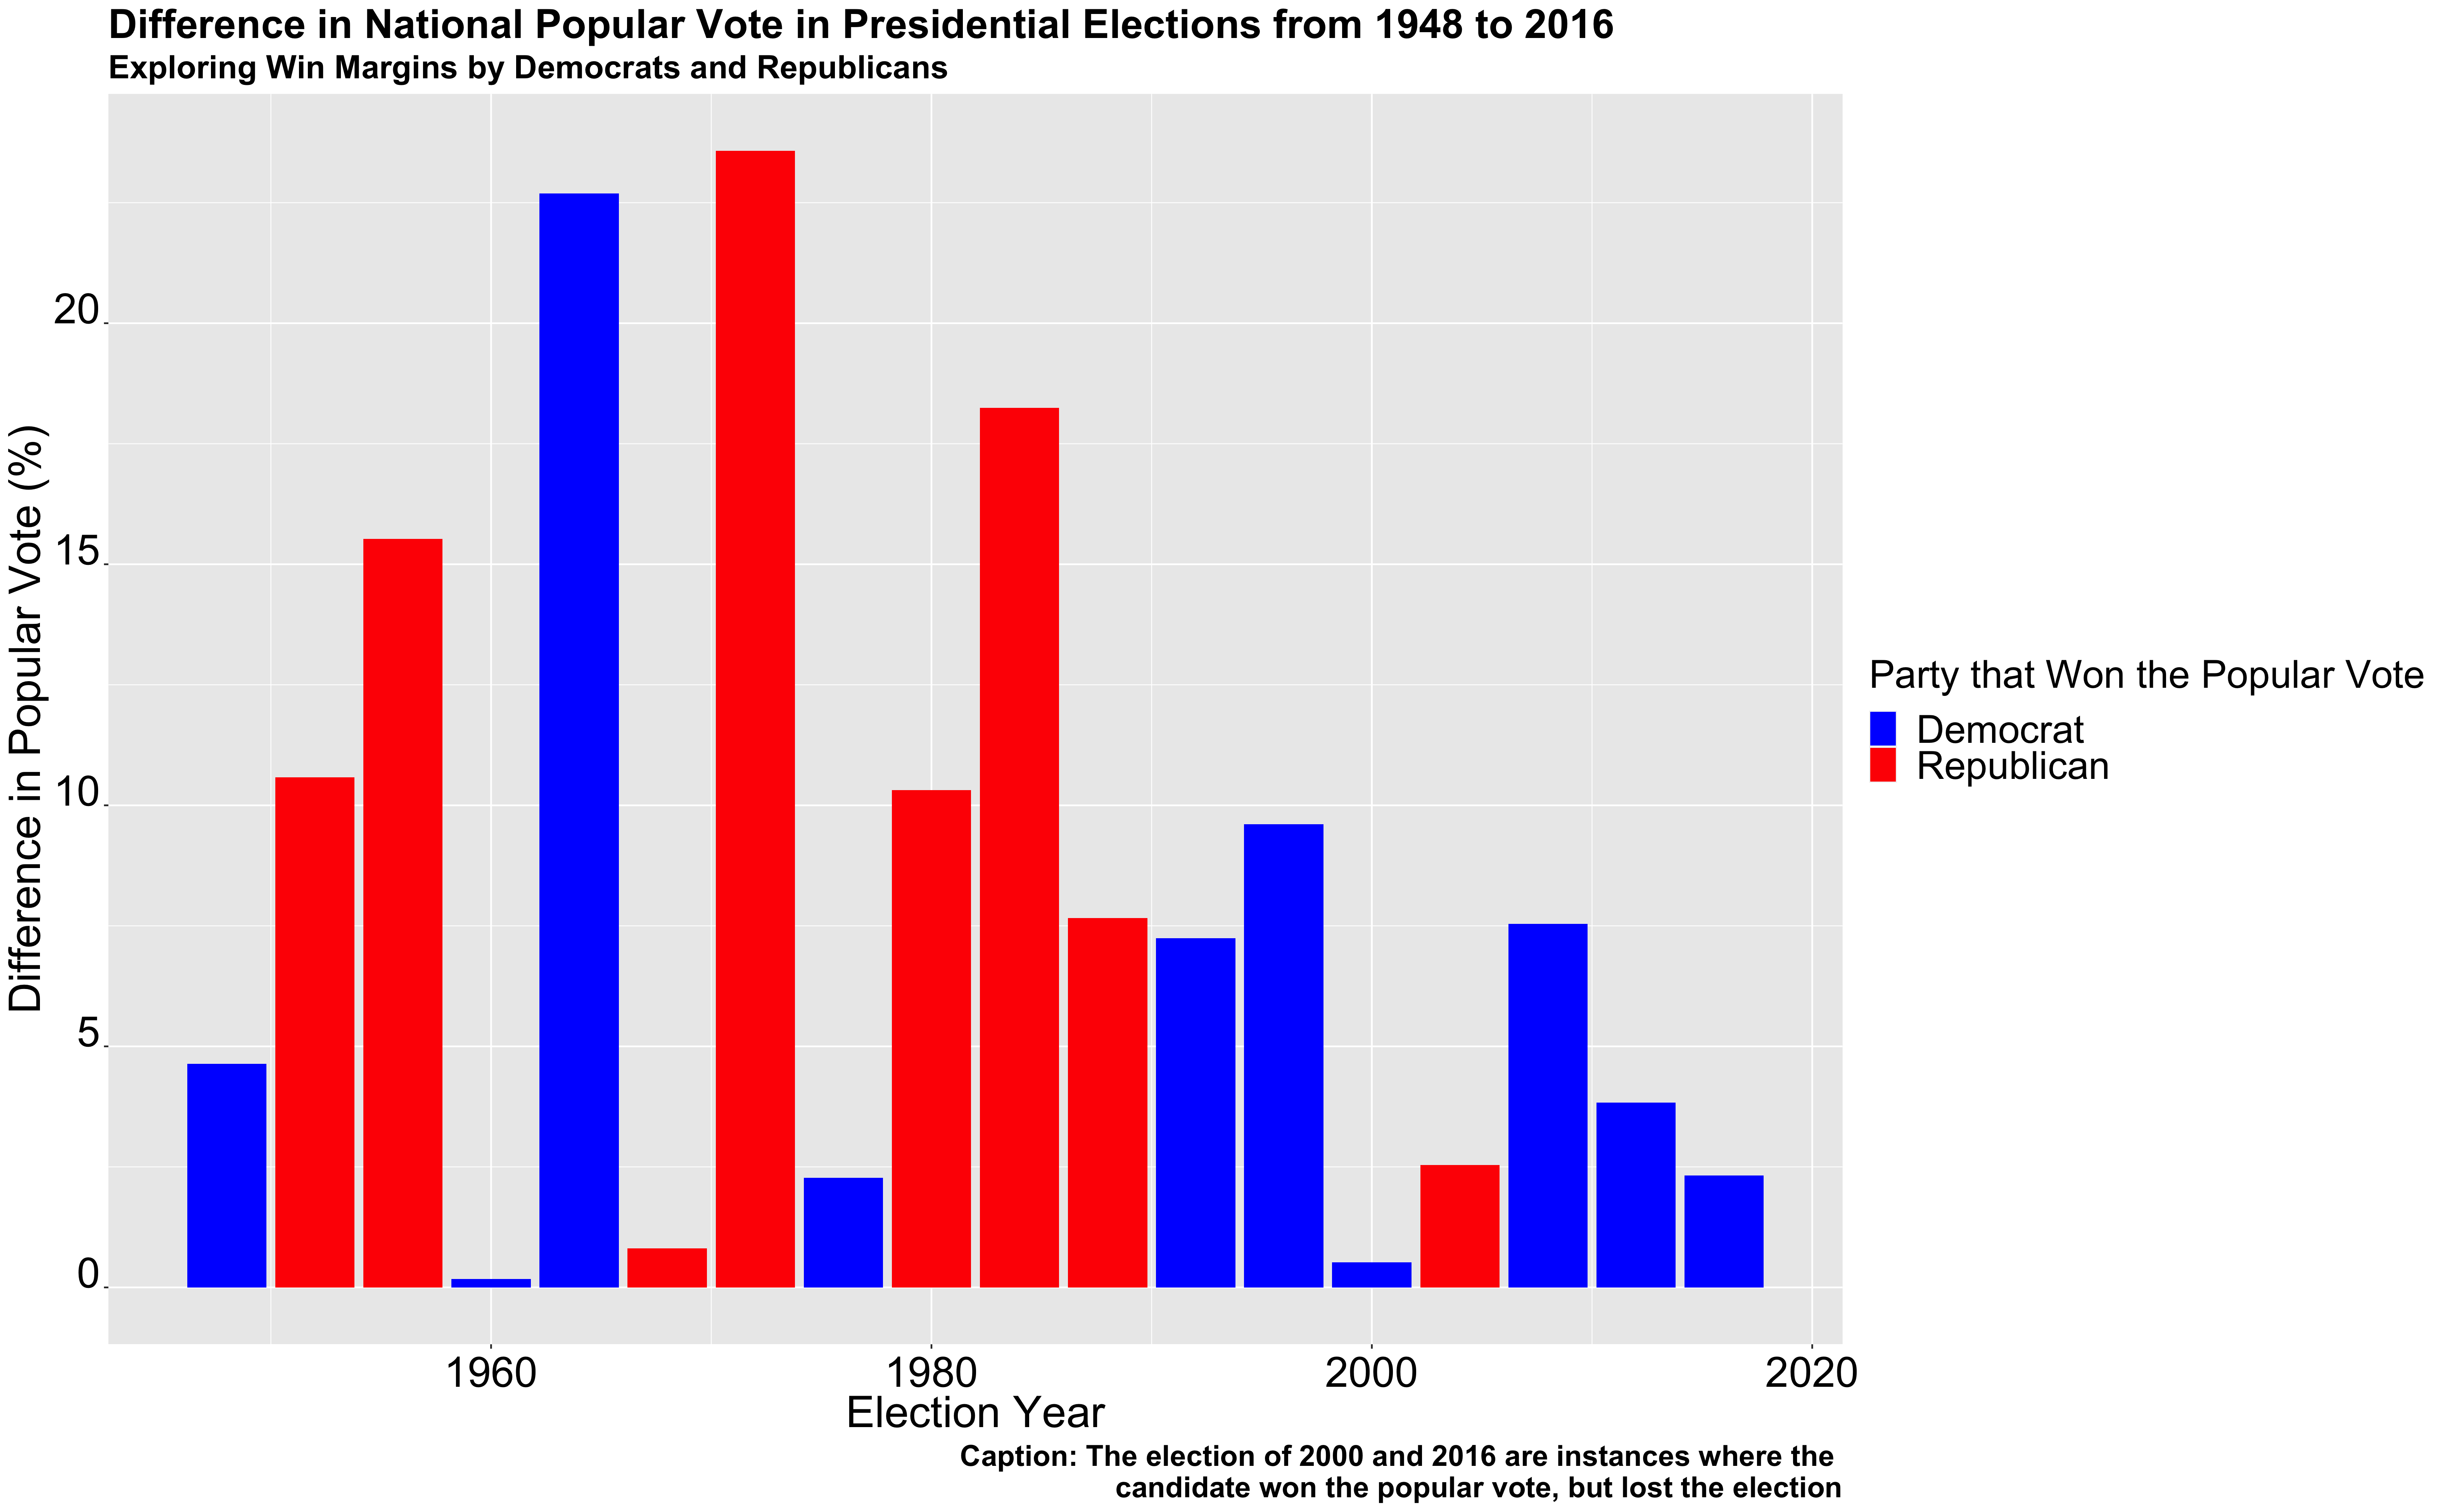 Difference in National Popular Vote in Presidential Elections from 1948 to 2016
Exploring Win Margins by Democrats and Republicans
Difference in Popular Vote (%)
20
15
10
5
0
1960
1980
2000
2020
Election Year
Party that Won the Popular Vote
Democrat
Republican
Caption: The election of 2000 and 2016 are instances where the
candidate won the popular vote, but lost the election